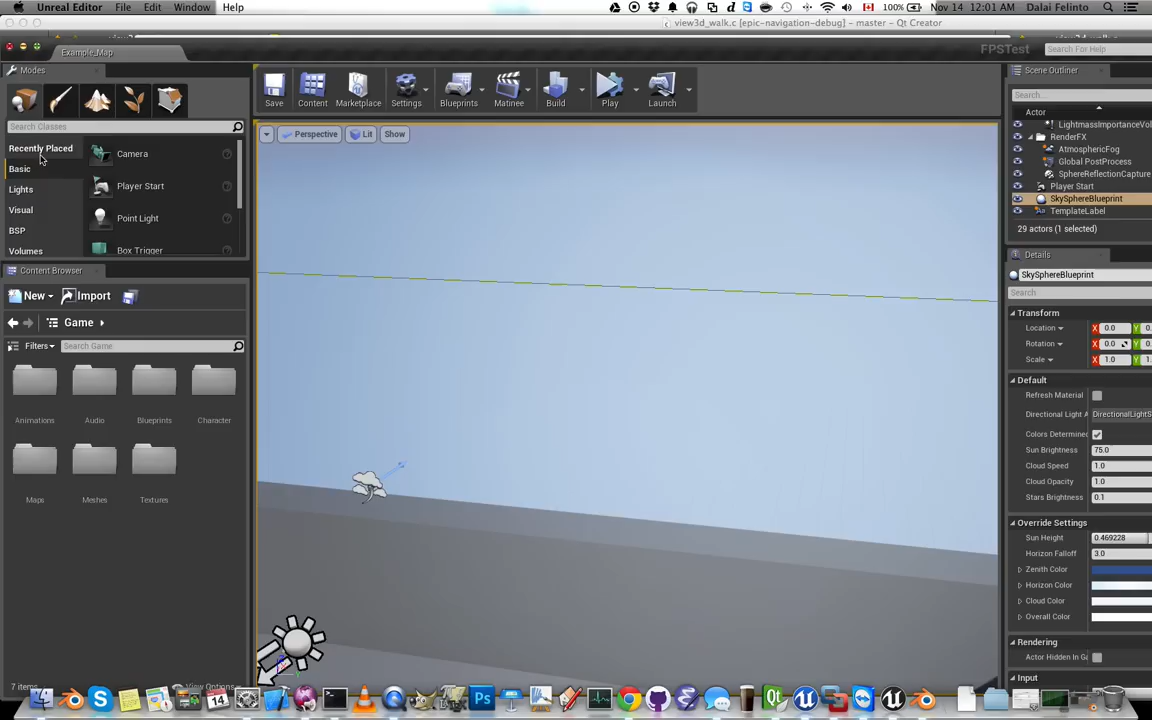 Unreal Editor File Edit Window Help 100% Nov 14 12:01 AM Dalai Felinto
view3d_walk.c [epic-navigation-debug] — master - Qt Creator
Example_Map FPSTest Search For Help
Modes
Search Classes
Recently Placed
Basic
Lights
Visual
BSP
Volumes
Camera
Player Start
Point Light
Box Trigger
Save Content Marketplace Settings Blueprints Matinee Build Play Launch
Perspective Lit Show
Content Browser
New Import
Game
Filters Search Game
Animations Audio Blueprints Character
Maps Meshes Textures
7 items View Options
Scene Outliner
Search...
Actor
LightmassImportanceVol
RenderFX
AtmosphericFog
Global PostProcess
SphereReflectionCapture
Player Start
SkySphereBlueprint
TemplateLabel
29 actors (1 selected)
Details
SkySphereBlueprint
Search
Transform
Location X 0.0 Y 0.
Rotation X 0.0 Y 0.
Scale X 1.0 Y 1.
Default
Refresh Material
Directional Light A DirectionalLightS
Colors Determined
Sun Brightness 75.0
Cloud Speed 1.0
Cloud Opacity 1.0
Stars Brightness 0.1
Override Settings
Sun Height 0.469228
Horizon Falloff 3.0
Zenith Color
Horizon Color
Cloud Color
Overall Color
Rendering
Actor Hidden In Ga
Input